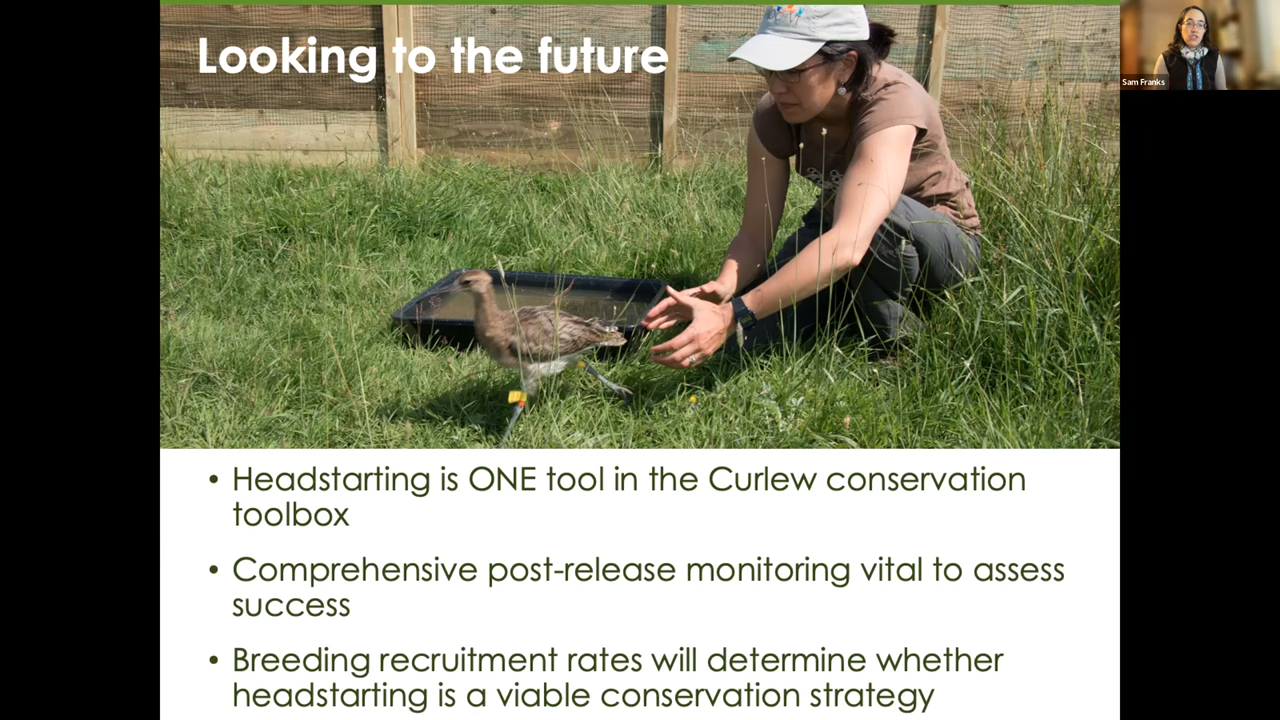 Looking to the future
Sam Franks
• Headstarting is ONE tool in the Curlew conservation
toolbox
• Comprehensive post-release monitoring vital to assess
success
• Breeding recruitment rates will determine whether
headstarting is a viable conservation strategy